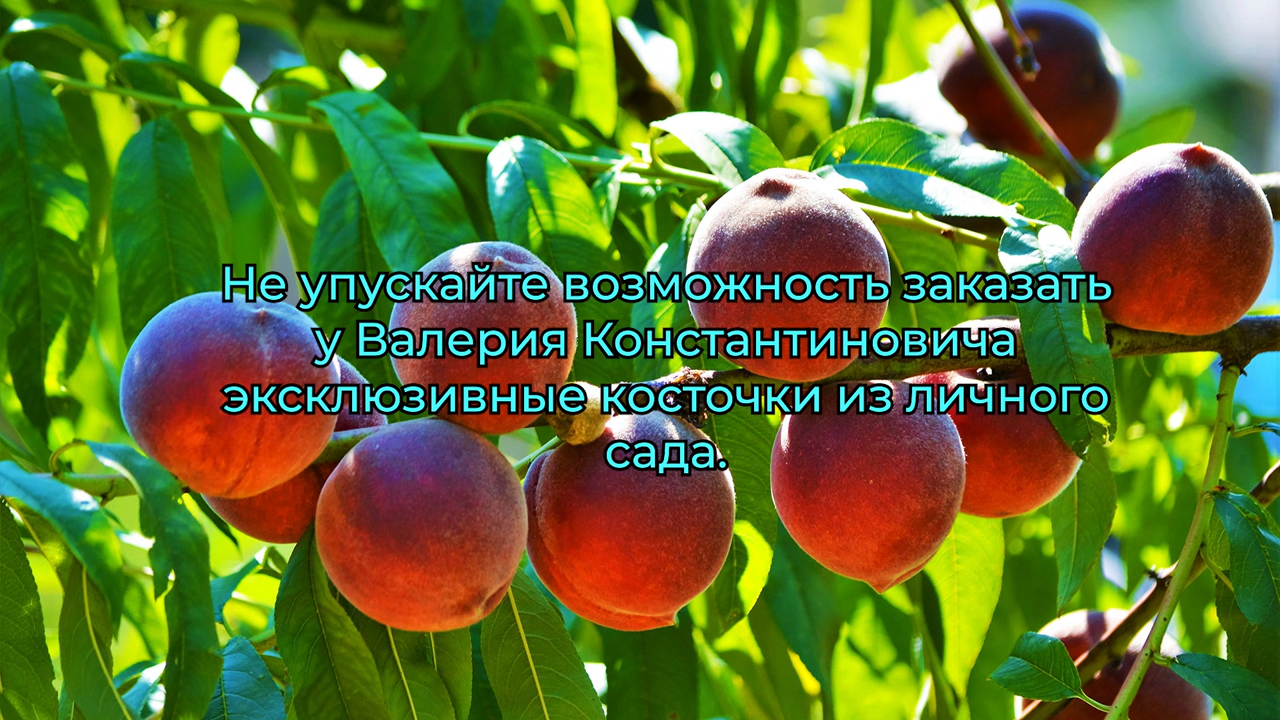 Не упускайте возможность заказать
у Валерия Константиновича
эксклюзивные косточки из личного
сада.